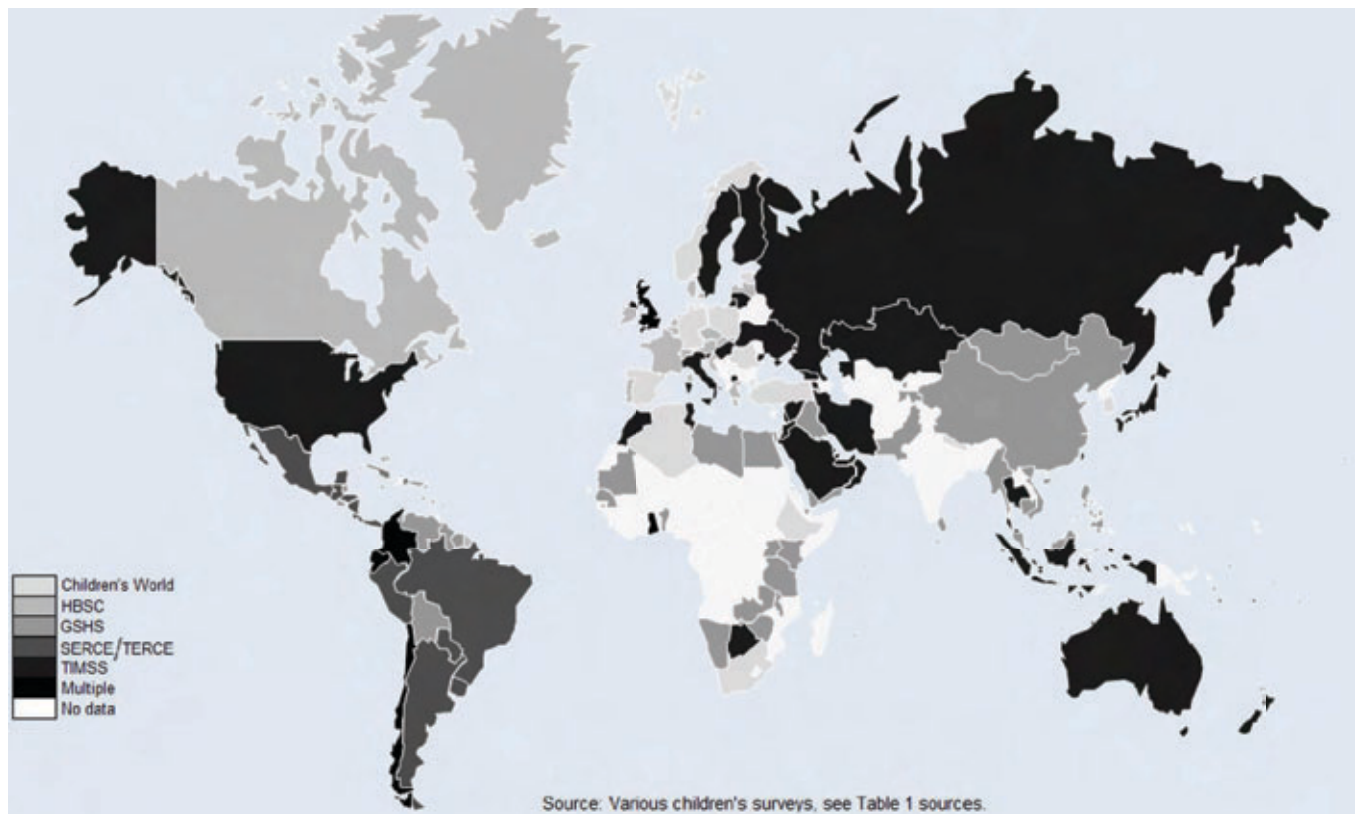 Children's World
HBSC
GSHS
SERCE/TERCE
TIMSS
Multiple
No data
Source: Various children's surveys, see Table 1 sources.